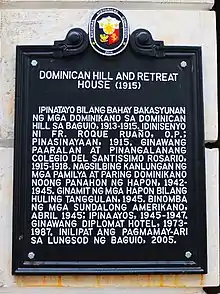 DOMINICAN HILL AND RETREAT
HOUSE (1915)
IPINATAYO BILANG BAHAY BAKASYUNAN
NG MGA DOMINIKANO SA DOMINICAN
HILL SA BAGUIO, 1913-1915. IDINISENYO
NI FR. ROQUE RUAÑO, O.P.;
PINASINAYAAN, 1915. GINAWANG
PAARALAN AT PINANGALANANG
COLEGIO DEL SANTISSIMO ROSARIO,
1915-1918. NAGSILBING KANLUNGAN NG
MGA PAMILYA AT PARING DOMINIKANO
NOONG PANAHON NG HAPON, 1942-
1945. GINAMIT NG MGA HAPON BILANG
HULING TANGGULAN, 1945. BINOMBA
NG MGA SUNDALONG AMERIKANO,
ABRIL 1945; IPINAAYOS, 1945-1947.
GINAWANG DIPLOMAT HOTEL, 1973-
1987. INILIPAT ANG PAGMAMAY-ARI
SA LUNGSOD NG BAGUIO, 2005.